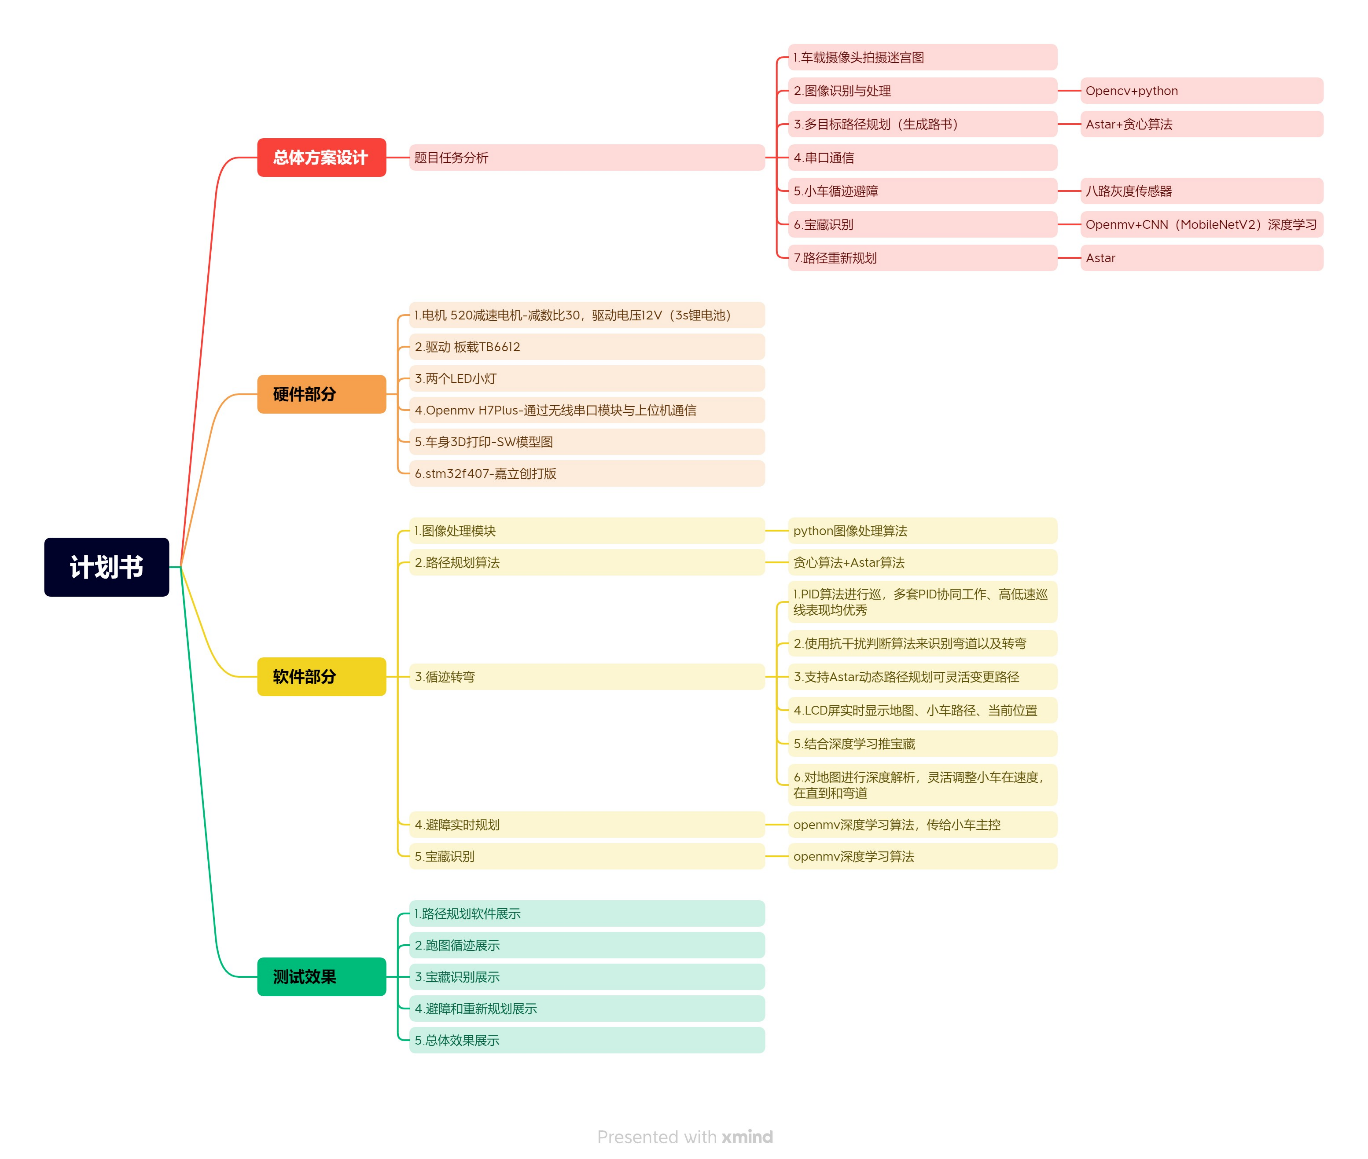 计划书
总体方案设计
题目任务分析
1.车载摄像头拍摄迷宫图
2.图像识别与处理
Opencv+python
3.多目标路径规划（生成路书）
Astar+贪心算法
4.串口通信
5.小车循迹避障
八路灰度传感器
6.宝藏识别
Openmv+CNN（MobileNetV2）深度学习
7.路径重新规划
Astar
硬件部分
1.电机 520减速电机-减数比30，驱动电压12V（3s锂电池）
2.驱动 板载TB6612
3.两个LED小灯
4.Openmv H7Plus-通过无线串口模块与上位机通信
5.车身3D打印-SW模型图
6.stm32f407-嘉立创打版
软件部分
1.图像处理模块
python图像处理算法
2.路径规划算法
贪心算法+Astar算法
3.循迹转弯
1.PID算法进行巡，多套PID协同工作、高低速巡
线表现均优秀
2.使用抗干扰判断算法来识别弯道以及转弯
3.支持Astar动态路径规划可灵活变更路径
4.LCD屏实时显示地图、小车路径、当前位置
5.结合深度学习推宝藏
6.对地图进行深度解析，灵活调整小车在速度，
在直到和弯道
4.避障实时规划
openmv深度学习算法，传给小车主控
5.宝藏识别
openmv深度学习算法
测试效果
1.路径规划软件展示
2.跑图循迹展示
3.宝藏识别展示
4.避障和重新规划展示
5.总体效果展示
Presented with xmind